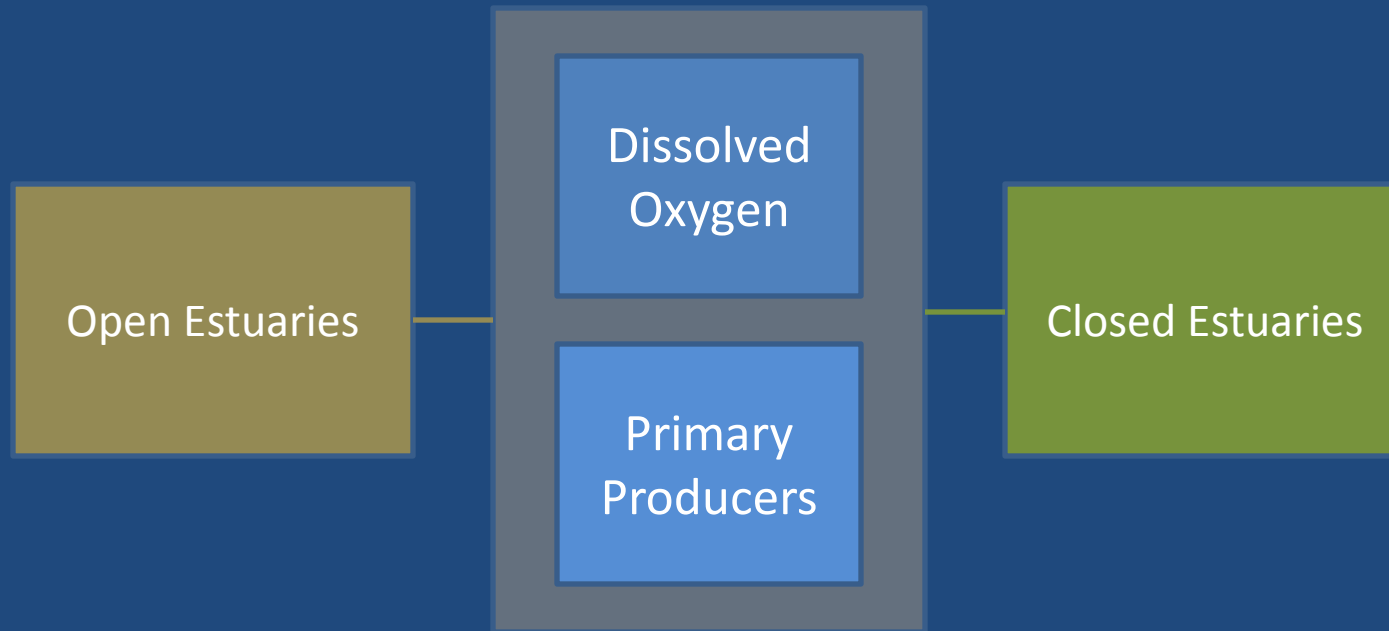 Dissolved
Oxygen
Open Estuaries
Closed Estuaries
Primary
Producers